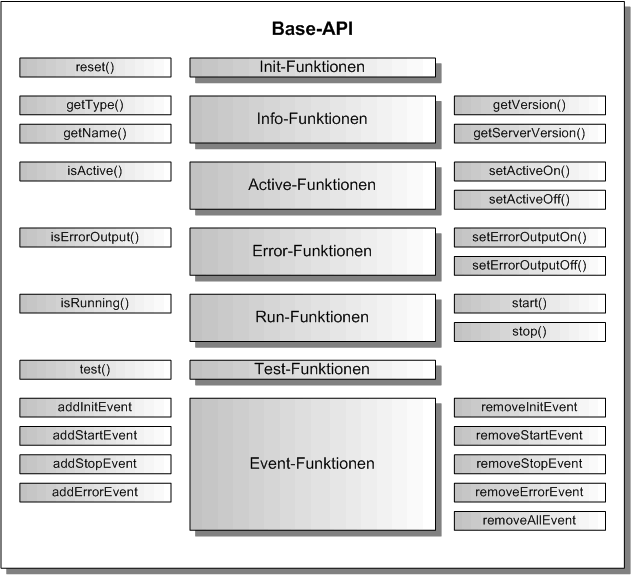 Base-API
reset()
Init-Funktionen
getType()
getName()
Info-Funktionen
getVersion()
getServerVersion()
isActive()
Active-Funktionen
setActiveOn()
setActiveOff()
isErrorOutput()
Error-Funktionen
setErrorOutputOn()
setErrorOutputOff()
isRunning()
Run-Funktionen
start()
stop()
test()
Test-Funktionen
addInitEvent
addStartEvent
addStopEvent
addErrorEvent
Event-Funktionen
removeInitEvent
removeStartEvent
removeStopEvent
removeErrorEvent
removeAllEvent